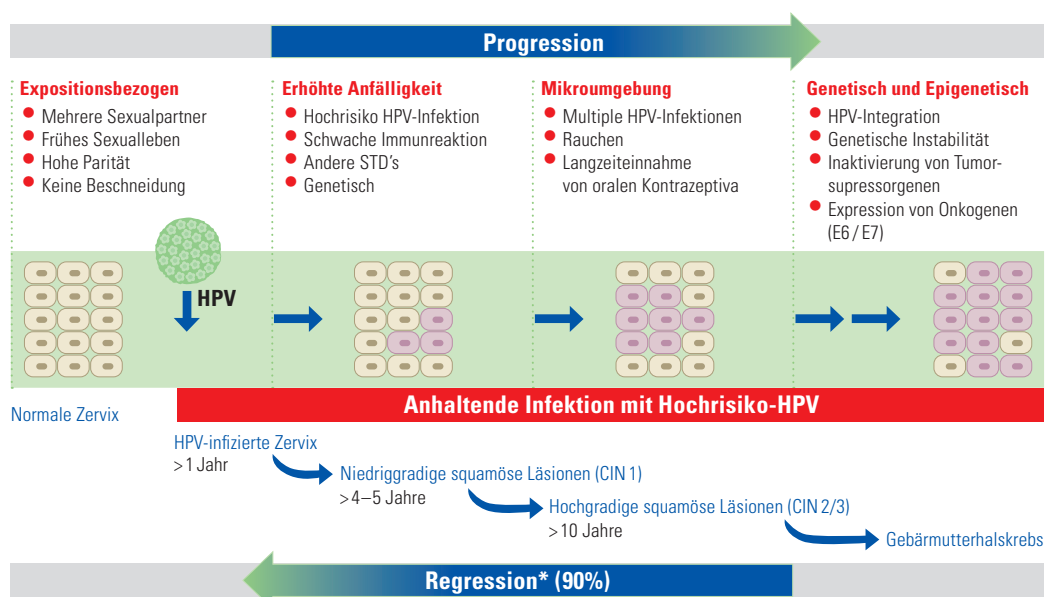 Progression
Expositionsbezogen
• Mehrere Sexualpartner
• Frühes Sexualleben
• Hohe Parität
• Keine Beschneidung
Erhöhte Anfälligkeit
• Hochrisiko HPV-Infektion
• Schwache Immunreaktion
• Andere STD's
• Genetisch
Mikroumgebung
• Multiple HPV-Infektionen
• Rauchen
• Langzeiteinnahme
von oralen Kontrazeptiva
Genetisch und Epigenetisch
• HPV-Integration
• Genetische Instabilität
• Inaktivierung von Tumor-
supressorgenen
• Expression von Onkogenen
(E6 / E7)
HPV
Normale Zervix
Anhaltende Infektion mit Hochrisiko-HPV
HPV-infizierte Zervix
>1 Jahr
Niedriggradige squamöse Läsionen (CIN 1)
>4–5 Jahre
Hochgradige squamöse Läsionen (CIN 2/3)
>10 Jahre
Gebärmutterhalskrebs
Regression* (90%)